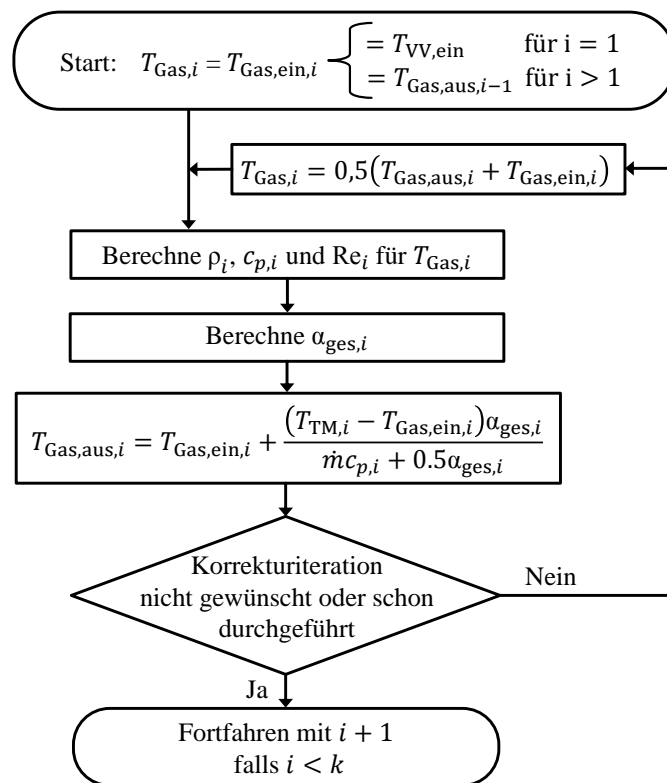 Start: T_Gas,i = T_Gas,ein,i { = T_VV,ein für i = 1
= T_Gas,aus,i−1 für i > 1
T_Gas,i = 0,5(T_Gas,aus,i + T_Gas,ein,i)
Berechne ρ_i, c_p,i und Re_i für T_Gas,i
Berechne α_ges,i
T_Gas,aus,i = T_Gas,ein,i + (T_TM,i − T_Gas,ein,i)α_ges,i / ṁc_p,i + 0.5α_ges,i
Korrekturiteration
nicht gewünscht oder schon
durchgeführt
Nein
Ja
Fortfahren mit i + 1
falls i < k